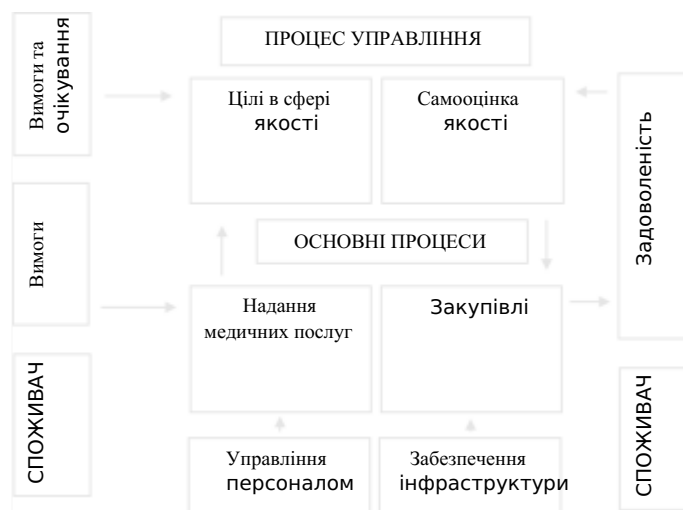 ПРОЦЕС УПРАВЛІННЯ
Вимоги та
очікування
Цілі в сфері
якості
Самооцінка
якості
Задоволеність
Вимоги
ОСНОВНІ ПРОЦЕСИ
Надання
медичних послуг
Закупівлі
СПОЖИВАЧ
СПОЖИВАЧ
Управління
персоналом
Забезпечення
інфраструктури